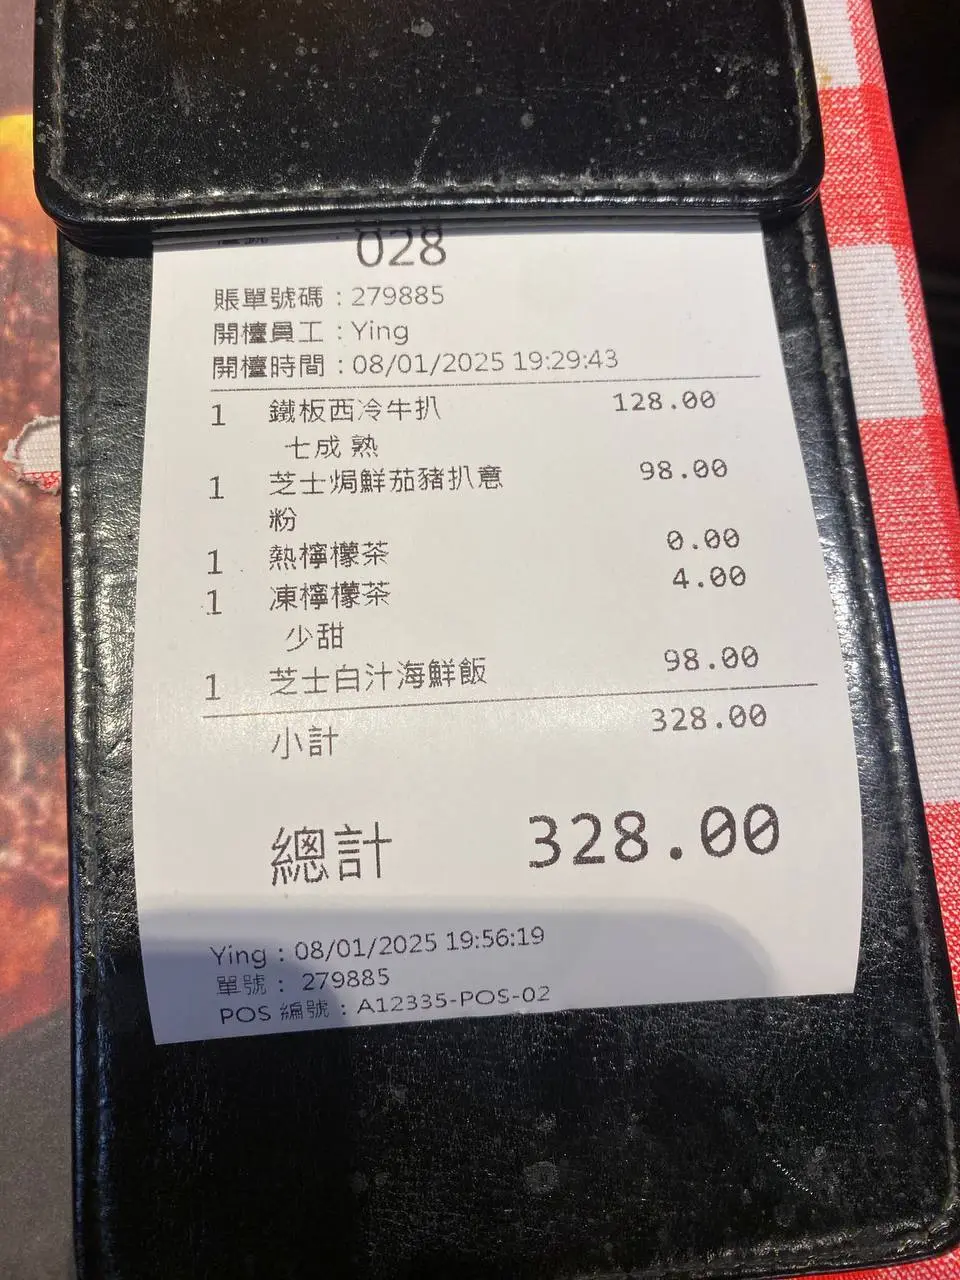 028
賬單號碼：279885
開檯員工：Ying
開檯時間：08/01/2025 19:29:43
1 鐵板西冷牛扒 128.00
七成熟
1 芝士焗鮮茄豬扒意 98.00
粉
1 熱檸檬茶 0.00
1 凍檸檬茶 4.00
少甜
1 芝士白汁海鮮飯 98.00
小計 328.00
總計 328.00
Ying：08/01/2025 19:56:19
單號：279885
POS 編號：A12335-POS-02